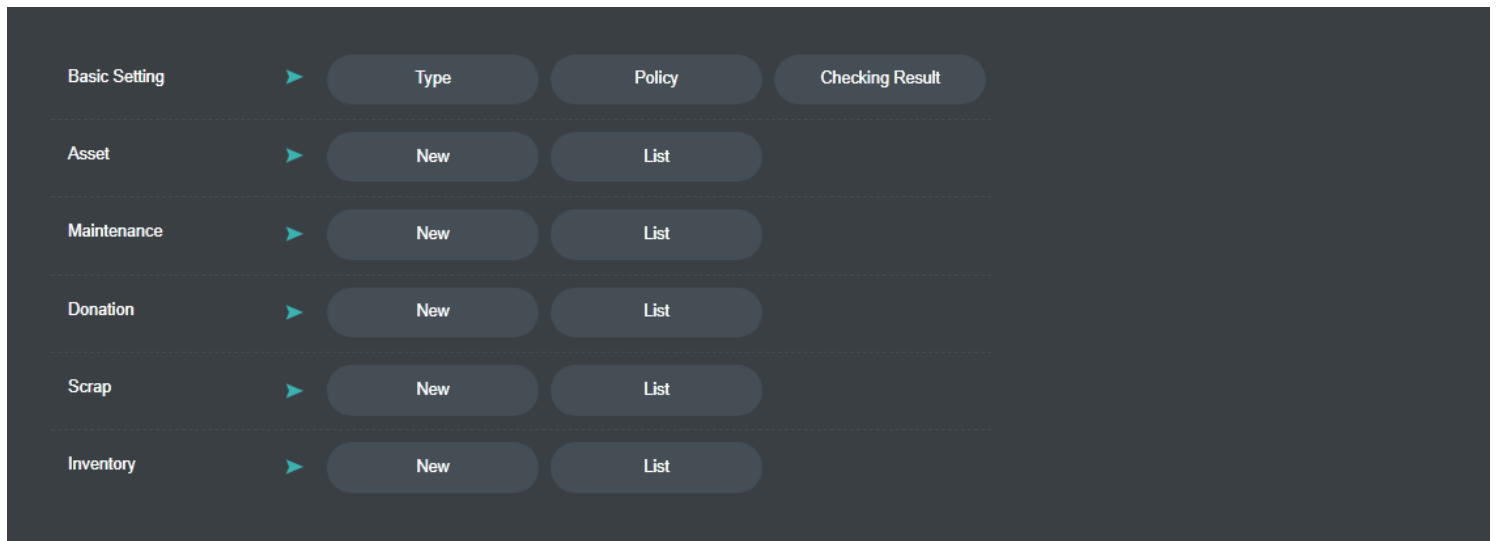 Basic Setting Type Policy Checking Result
Asset New List
Maintenance New List
Donation New List
Scrap New List
Inventory New List